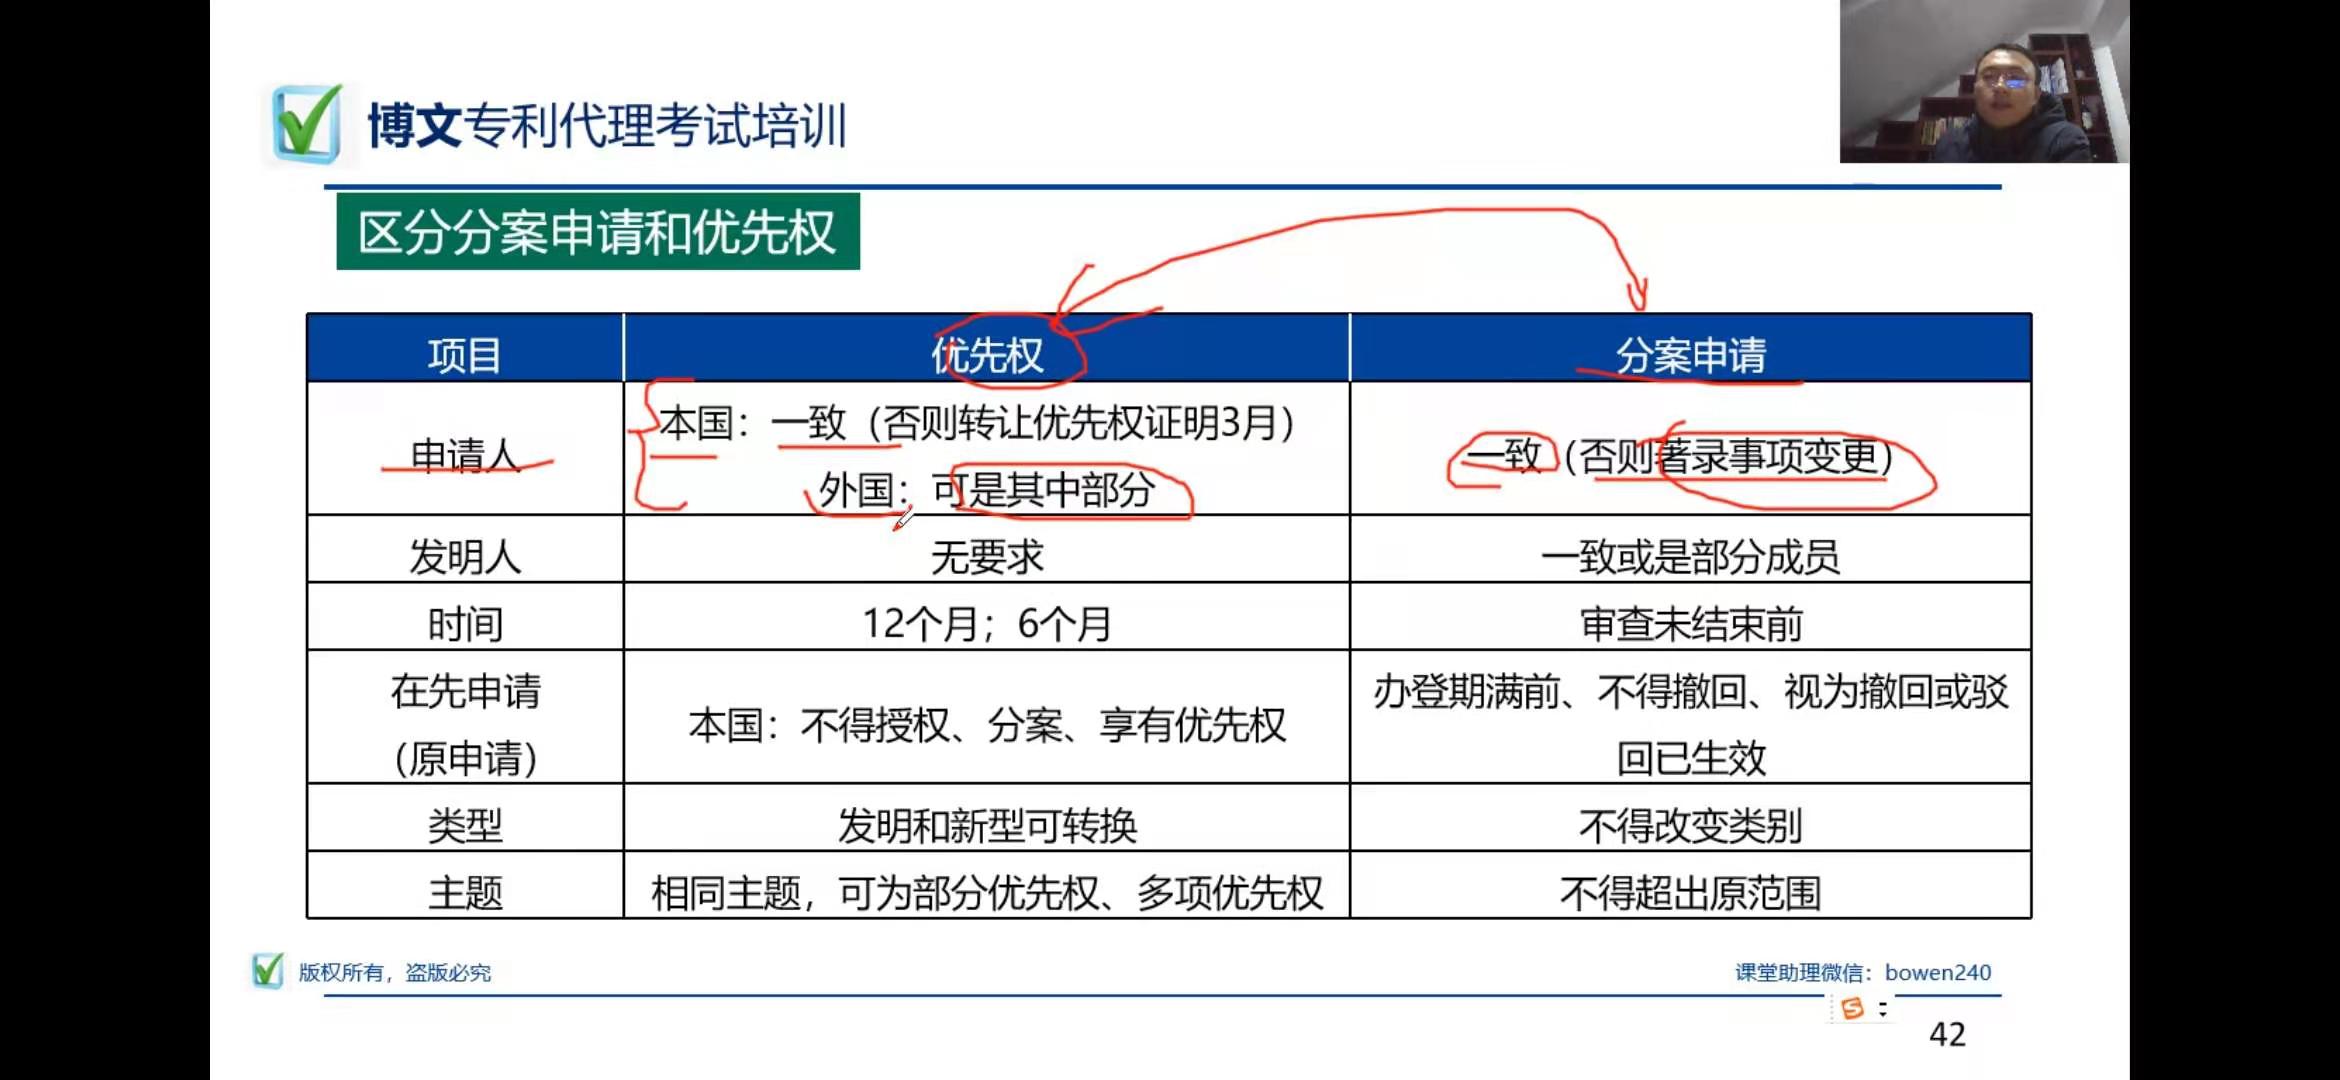 博文专利代理考试培训
区分分案申请和优先权
项目 优先权 分案申请
申请人 本国：一致（否则转让优先权证明3月） 一致（否则著录事项变更）
外国：可是其中部分
发明人 无要求 一致或是部分成员
时间 12个月；6个月 审查未结束前
在先申请 本国：不得授权、分案、享有优先权 办登期满前、不得撤回、视为撤回或驳
（原申请） 回已生效
类型 发明和新型可转换 不得改变类别
主题 相同主题，可为部分优先权、多项优先权 不得超出原范围
版权所有，盗版必究 课堂助理微信：bowen240
42